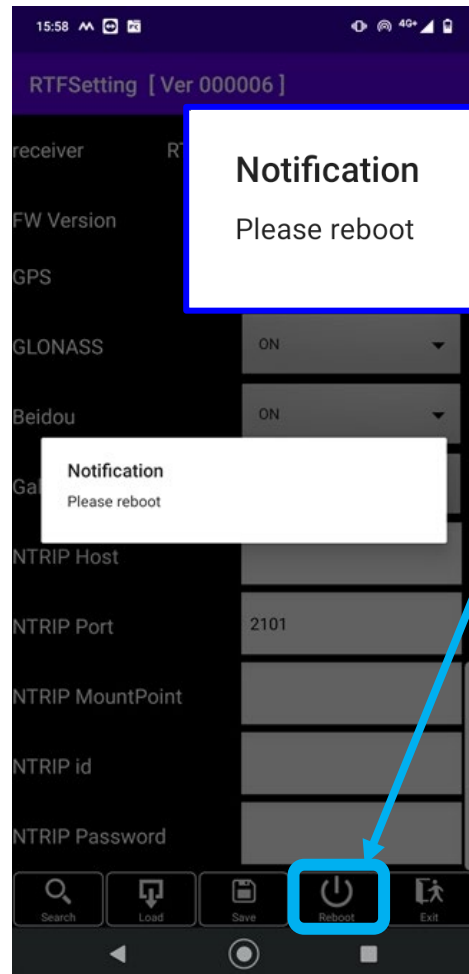 15:58 4G+
RTFSetting [ Ver 000006 ]
receiver
Notification
Please reboot
FW Version
GPS
GLONASS ON
Beidou ON
Notification
Please reboot
NTRIP Host
NTRIP Port 2101
NTRIP MountPoint
NTRIP id
NTRIP Password
Search Load Save Reboot Exit